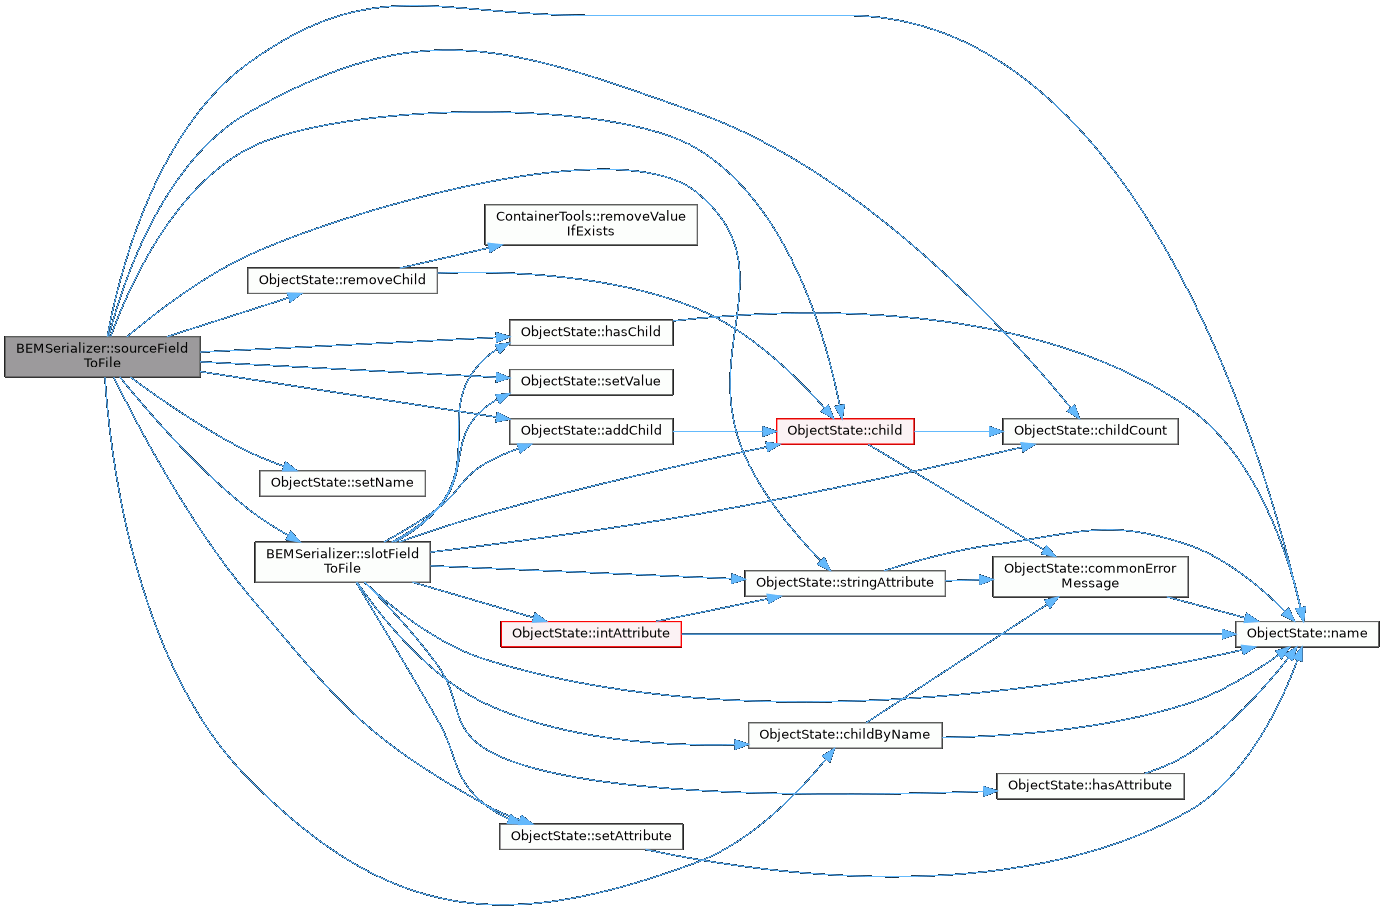 ContainerTools::removeValue
IfExists
ObjectState::removeChild
ObjectState::hasChild
BEMSerializer::sourceField
ToFile
ObjectState::setValue
ObjectState::addChild
ObjectState::child
ObjectState::childCount
ObjectState::setName
BEMSerializer::slotField
ToFile
ObjectState::stringAttribute
ObjectState::commonError
Message
ObjectState::intAttribute
ObjectState::name
ObjectState::childByName
ObjectState::hasAttribute
ObjectState::setAttribute